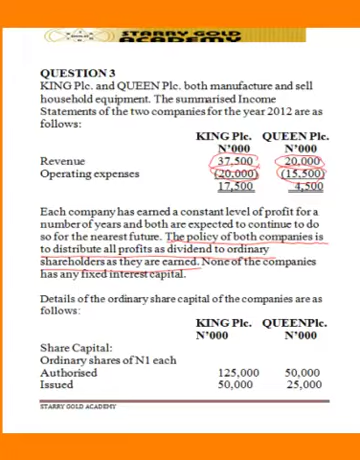 STARRY GOLD
ACADEMY
QUESTION 3
KING Plc. and QUEEN Plc. both manufacture and sell
household equipment. The summarised Income
Statements of the two companies for the year 2012 are as
follows:
KING Plc. QUEEN Plc.
N’000 N’000
Revenue 37,500 20,000
Operating expenses (20,000) (15,500)
17,500 4,500
Each company has earned a constant level of profit for a
number of years and both are expected to continue to do
so for the nearest future. The policy of both companies is
to distribute all profits as dividend to ordinary
shareholders as they are earned. None of the companies
has any fixed interest capital.
Details of the ordinary share capital of the companies are as
follows:
KING Plc. QUEENPlc.
N’000 N’000
Share Capital:
Ordinary shares of N1 each
Authorised 125,000 50,000
Issued 50,000 25,000
STARRY GOLD ACADEMY